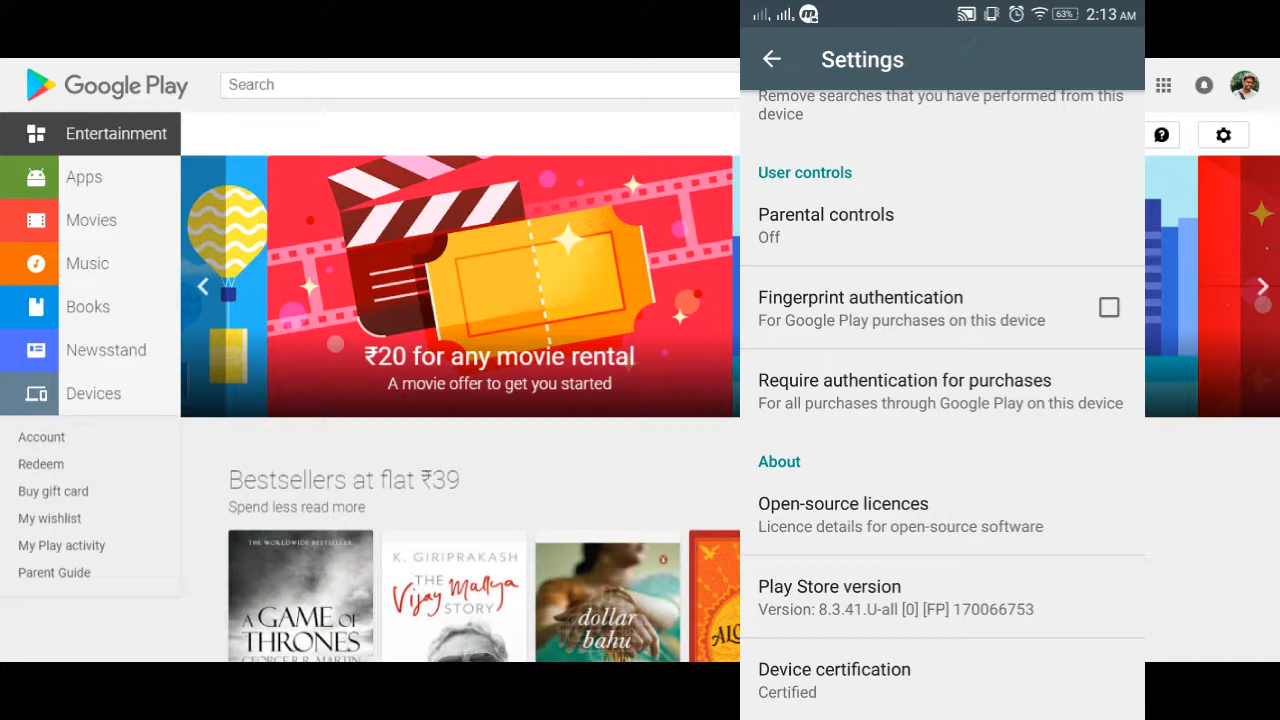 Google Play
Search
Entertainment
Apps
Movies
Music
Books
Newsstand
Devices
Account
Redeem
Buy gift card
My wishlist
My Play activity
Parent Guide
₹20 for any movie rental
A movie offer to get you started
Bestsellers at flat ₹39
Spend less read more
THE WORLDWIDE BESTSELLER
A GAME OF
THRONES
GEORGE R.R. MARTIN
K. GIRIPRAKASH
THE
Vijay Mallya
STORY
dollar
bahu
63%
2:13 AM
Settings
Remove searches that you have performed from this
device
User controls
Parental controls
Off
Fingerprint authentication
For Google Play purchases on this device
Require authentication for purchases
For all purchases through Google Play on this device
About
Open-source licences
Licence details for open-source software
Play Store version
Version: 8.3.41.U-all [0] [FP] 170066753
Device certification
Certified